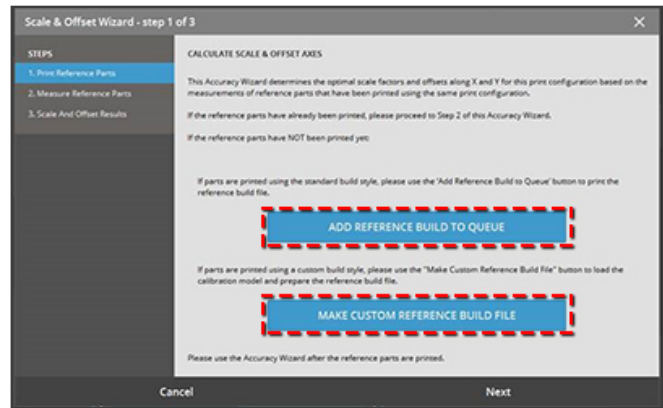 Scale & Offset Wizard - step 1 of 3
STEPS
1. Print Reference Parts
2. Measure Reference Parts
3. Scale And Offset Results
CALCULATE SCALE & OFFSET AXES
This Accuracy Wizard determines the optimal scale factors and offsets along X and Y for this print configuration based on the
measurements of reference parts that have been printed using the same print configuration.
If the reference parts have already been printed, please proceed to Step 2 of this Accuracy Wizard.
If the reference parts have NOT been printed yet:
If parts are printed using the standard build style, please use the 'Add Reference Build to Queue' button to print the
reference build file.
ADD REFERENCE BUILD TO QUEUE
If parts are printed using a custom build style, please use the "Make Custom Reference Build File" button to load the
calibration model and prepare the reference build file.
MAKE CUSTOM REFERENCE BUILD FILE
Please use the Accuracy Wizard after the reference parts are printed.
Cancel
Next